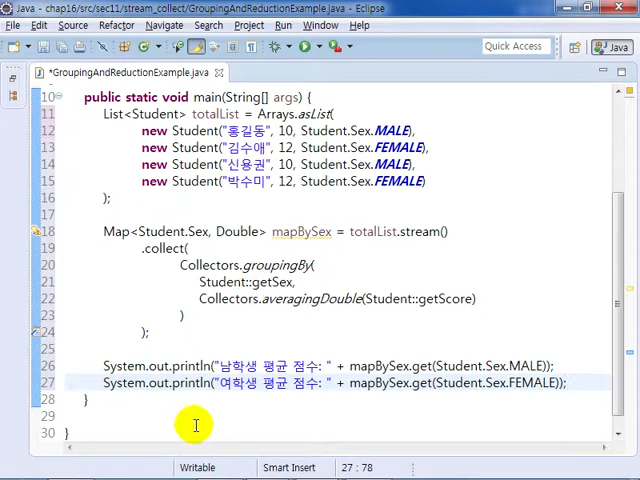 Java - chap16/src/sec11/stream_collect/GroupingAndReductionExample.java - Eclipse
File Edit Source Refactor Navigate Search Project Run Window Help
Quick Access Java
*GroupingAndReductionExample.java
10 public static void main(String[] args) {
11 List<Student> totalList = Arrays.asList(
12 new Student("홍길동", 10, Student.Sex.MALE),
13 new Student("김수애", 12, Student.Sex.FEMALE),
14 new Student("신용권", 10, Student.Sex.MALE),
15 new Student("박수미", 12, Student.Sex.FEMALE)
16 );
17
18 Map<Student.Sex, Double> mapBySex = totalList.stream()
19 .collect(
20 Collectors.groupingBy(
21 Student::getSex,
22 Collectors.averagingDouble(Student::getScore)
23 )
24 );
25
26 System.out.println("남학생 평균 점수: " + mapBySex.get(Student.Sex.MALE));
27 System.out.println("여학생 평균 점수: " + mapBySex.get(Student.Sex.FEMALE));
28 }
29
30 }
Writable Smart Insert 27 : 78